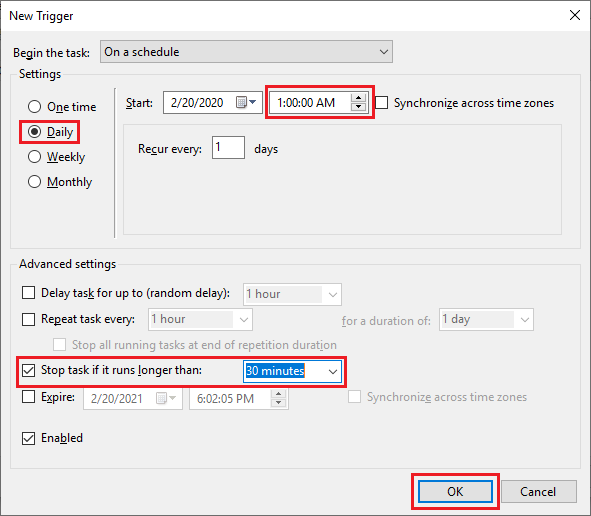 New Trigger
Begin the task: On a schedule
Settings
One time
Start: 2/20/2020 1:00:00 AM Synchronize across time zones
Daily
Recur every: 1 days
Weekly
Monthly
Advanced settings
Delay task for up to (random delay): 1 hour
Repeat task every: 1 hour for a duration of: 1 day
Stop all running tasks at end of repetition duration
Stop task if it runs longer than: 30 minutes
Expire: 2/20/2021 6:02:05 PM Synchronize across time zones
Enabled
OK Cancel